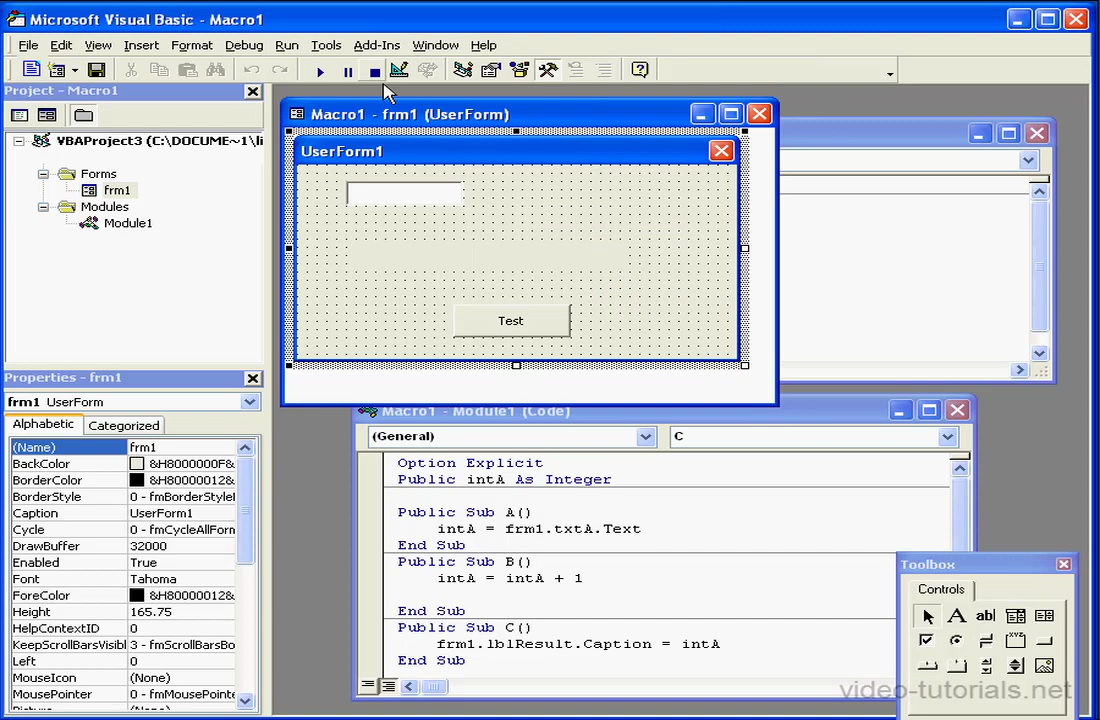 Microsoft Visual Basic - Macro1
File Edit View Insert Format Debug Run Tools Add-Ins Window Help
Project - Macro1
VBAProject3 (C:\DOCUME~1\li
Forms
frm1
Modules
Module1
Macro1 - frm1 (UserForm)
UserForm1
Test
Properties - frm1
frm1 UserForm
Alphabetic Categorized
(Name) frm1
BackColor &H8000000F&
BorderColor &H80000012&
BorderStyle 0 - fmBorderStyleI
Caption UserForm1
Cycle 0 - fmCycleAllForn
DrawBuffer 32000
Enabled True
Font Tahoma
ForeColor &H80000012&
Height 165.75
HelpContextID 0
KeepScrollBarsVisibl 3 - fmScrollBarsBo
Left 0
MouseIcon (None)
MousePointer 0 - fmMousePointer
Macro1 - Module1 (Code)
(General) C
Option Explicit
Public intA As Integer
Public Sub A()
intA = frm1.txtA.Text
End Sub
Public Sub B()
intA = intA + 1
End Sub
Public Sub C()
frm1.lblResult.Caption = intA
End Sub
Toolbox
Controls
A ab
video-tutorials.net